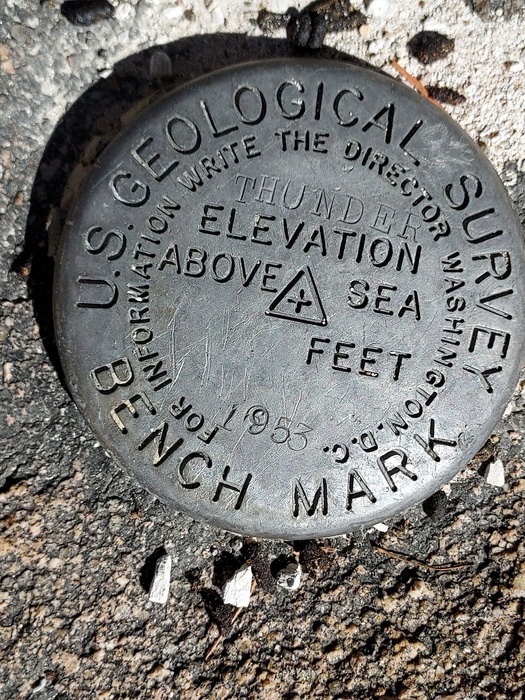 U.S. GEOLOGICAL SURVEY
FOR INFORMATION WRITE THE DIRECTOR WASHINGTON, D.C.
THUNDER
ELEVATION
ABOVE SEA
FEET
1953
BENCH MARK